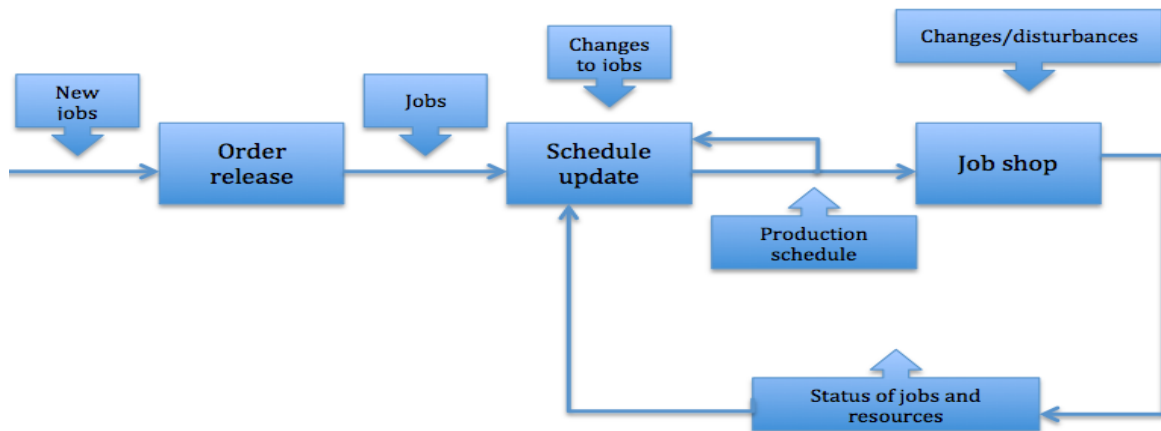 New
jobs
Order
release
Jobs
Changes
to jobs
Schedule
update
Production
schedule
Changes/disturbances
Job shop
Status of jobs and
resources